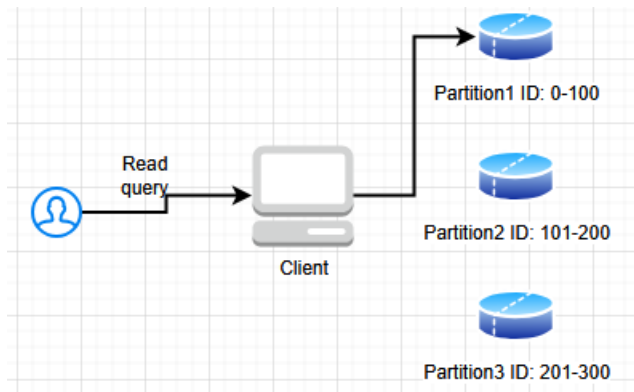 Partition1 ID: 0-100
Read
query
Partition2 ID: 101-200
Client
Partition3 ID: 201-300